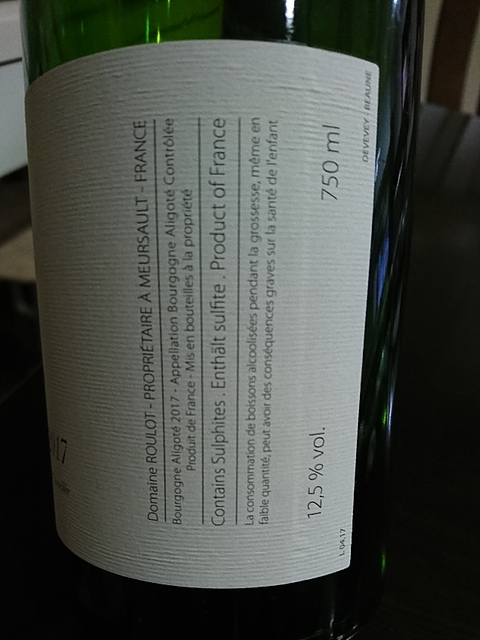 Domaine ROULOT - PROPRIÉTAIRE À MEURSAULT - FRANCE
Bourgogne Aligoté 2017 - Appellation Bourgogne Aligoté Contrôlée
Produit de France - Mis en bouteilles à la propriété
Contains Sulphites . Enthält sulfite . Product of France
La consommation de boissons alcoolisées pendant la grossesse, même en
faible quantité, peut avoir des conséquences graves sur la santé de l'enfant.
12,5 % vol. 750 ml
L 04.17
DEVEVEY - BEAUNE